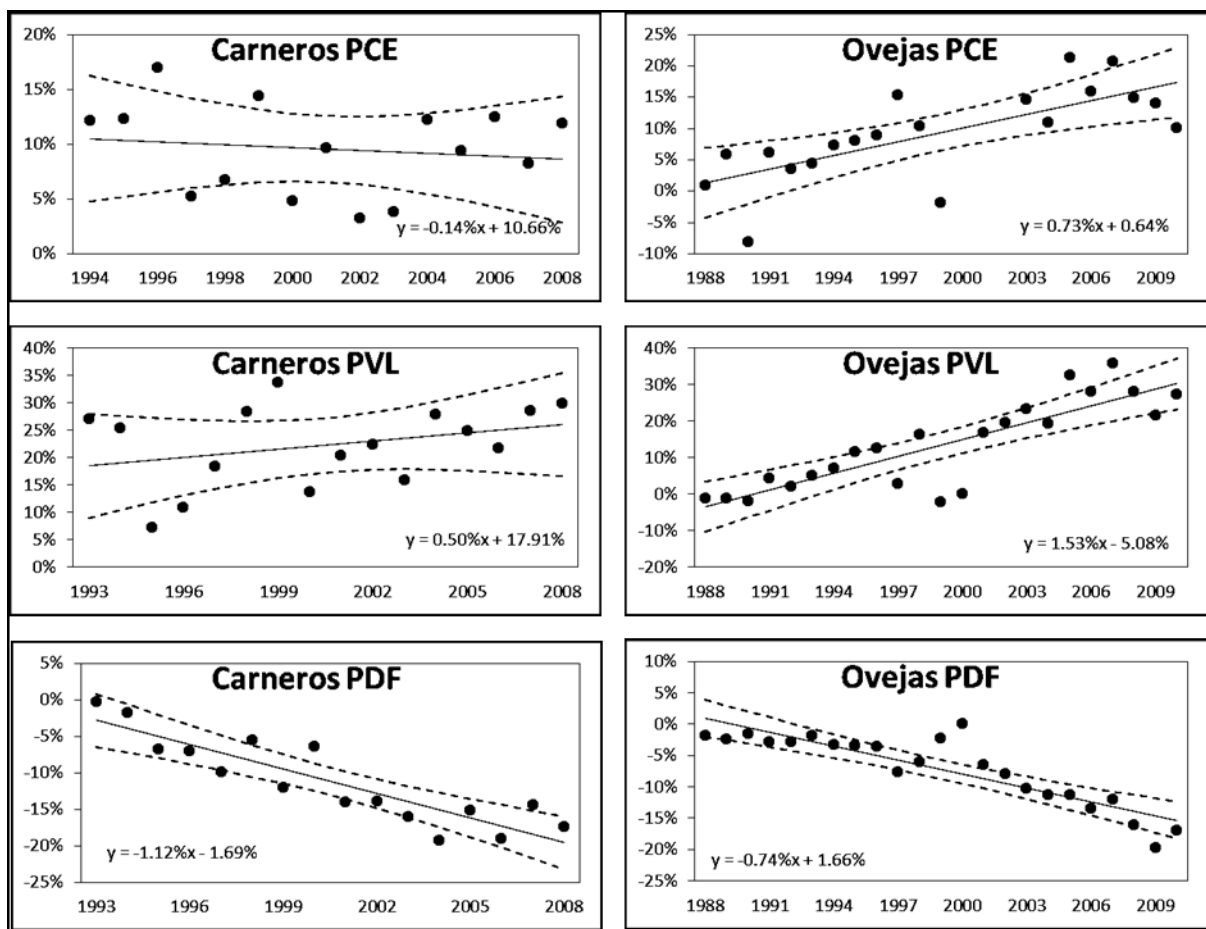 Carneros PCE
20%
15%
10%
5%
0%
y = -0.14%x + 10.66%
1994 1996 1998 2000 2002 2004 2006 2008
Ovejas PCE
25%
20%
15%
10%
5%
0%
-5%
-10%
y = 0.73%x + 0.64%
1988 1991 1994 1997 2000 2003 2006 2009
Carneros PVL
40%
35%
30%
25%
20%
15%
10%
5%
0%
y = 0.50%x + 17.91%
1993 1996 1999 2002 2005 2008
Ovejas PVL
40%
30%
20%
10%
0%
-10%
-20%
y = 1.53%x - 5.08%
1988 1991 1994 1997 2000 2003 2006 2009
Carneros PDF
5%
0%
-5%
-10%
-15%
-20%
-25%
y = -1.12%x - 1.69%
1993 1996 1999 2002 2005 2008
Ovejas PDF
10%
5%
0%
-5%
-10%
-15%
-20%
-25%
y = -0.74%x + 1.66%
1988 1991 1994 1997 2000 2003 2006 2009